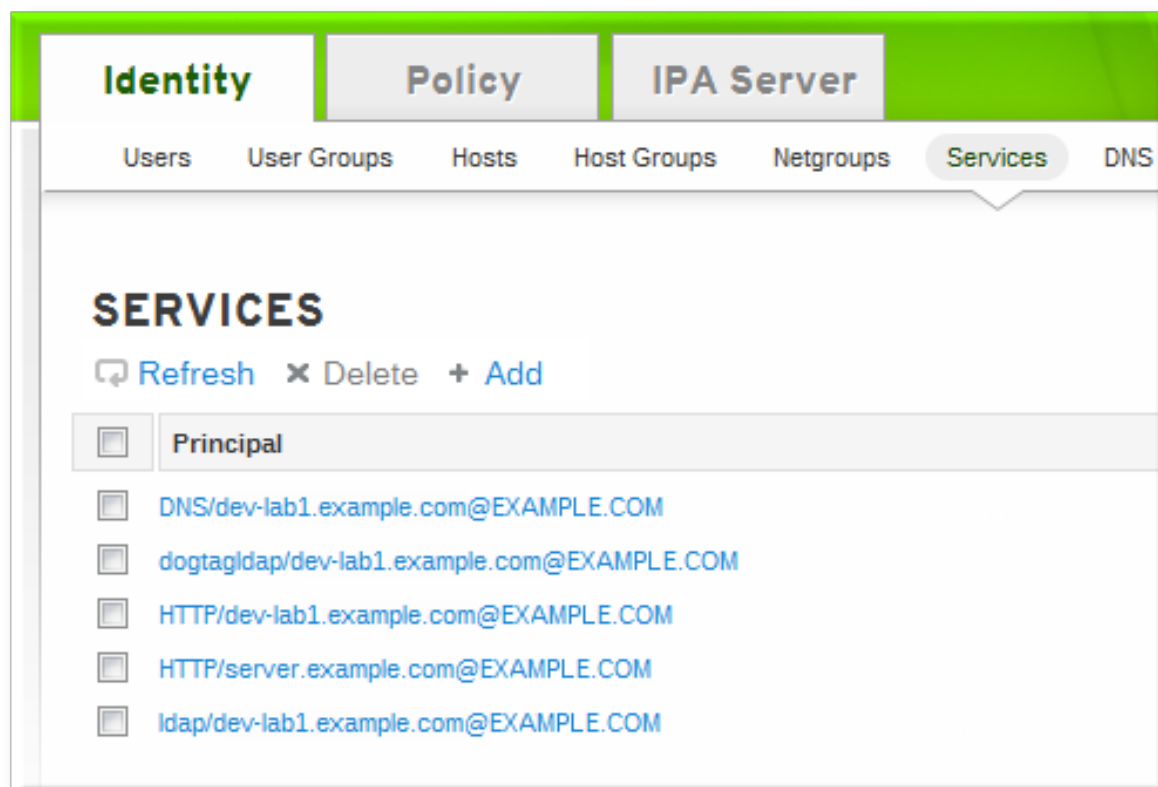 Identity Policy IPA Server
Users User Groups Hosts Host Groups Netgroups Services DNS
SERVICES
Refresh Delete Add
Principal
DNS/dev-lab1.example.com@EXAMPLE.COM
dogtagldap/dev-lab1.example.com@EXAMPLE.COM
HTTP/dev-lab1.example.com@EXAMPLE.COM
HTTP/server.example.com@EXAMPLE.COM
ldap/dev-lab1.example.com@EXAMPLE.COM